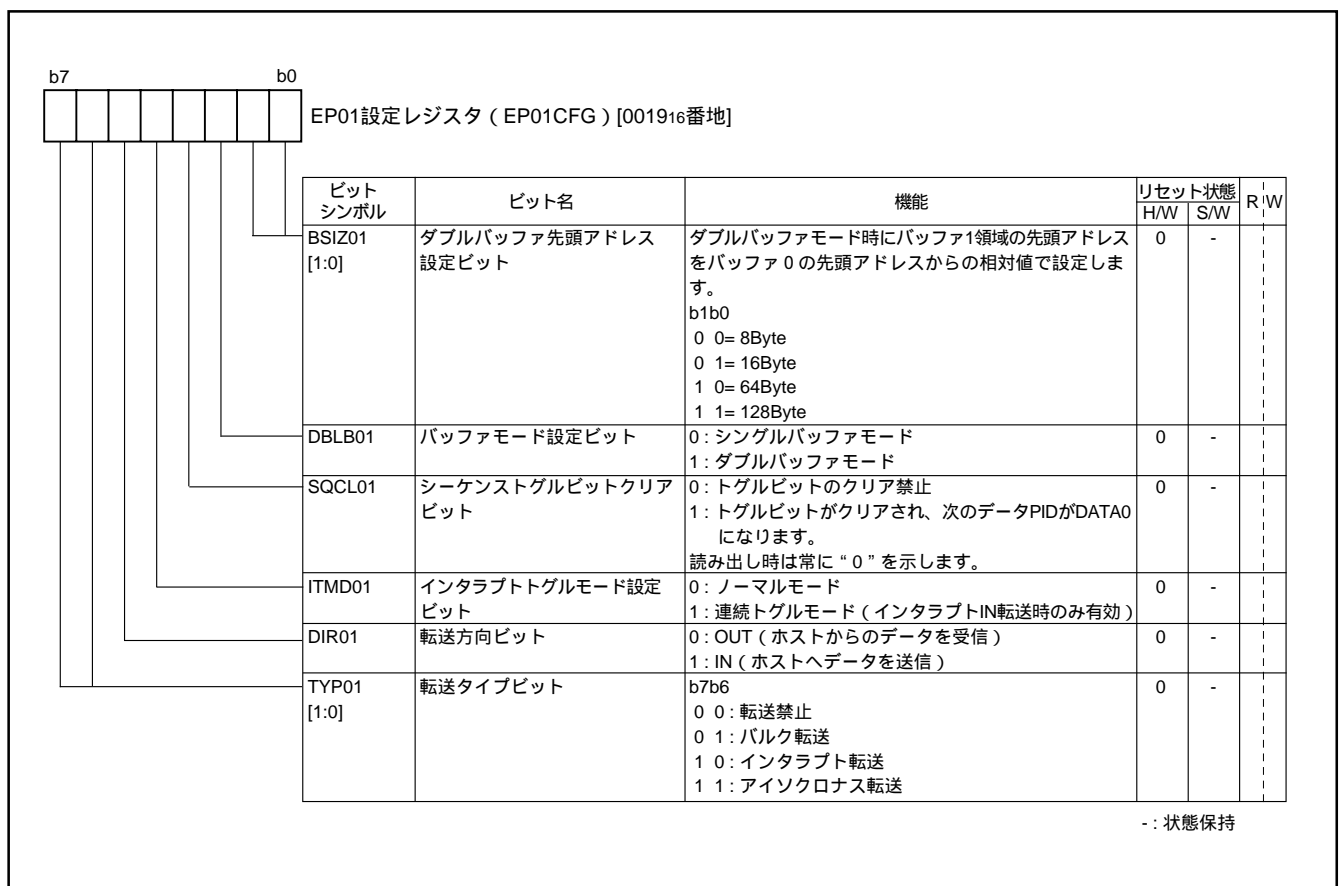 b7 b0
EP01設定レジスタ(EP01CFG)[0019₁₆番地]
ビット
シンボル
ビット名
機能
リセット状態
H/W S/W
R W
BSIZ01
[1:0]
ダブルバッファ先頭アドレス
設定ビット
ダブルバッファモード時にバッファ1領域の先頭アドレス
をバッファ0の先頭アドレスからの相対値で設定しま
す。
b1b0
0 0= 8Byte
0 1= 16Byte
1 0= 64Byte
1 1= 128Byte
0 -
DBLB01
バッファモード設定ビット
0 : シングルバッファモード
1 : ダブルバッファモード
0 -
SQCL01
シーケンストグルビットクリア
ビット
0 : トグルビットのクリア禁止
1 : トグルビットがクリアされ、次のデータPIDがDATA0
になります。
読み出し時は常に“0”を示します。
0 -
ITMD01
インタラプトトグルモード設定
ビット
0 : ノーマルモード
1 : 連続トグルモード(インタラプトIN転送時のみ有効)
0 -
DIR01
転送方向ビット
0 : OUT(ホストからのデータを受信)
1 : IN(ホストへデータを送信)
0 -
TYP01
[1:0]
転送タイプビット
b7b6
0 0 : 転送禁止
0 1 : バルク転送
1 0 : インタラプト転送
1 1 : アイソクロナス転送
0 -
- : 状態保持